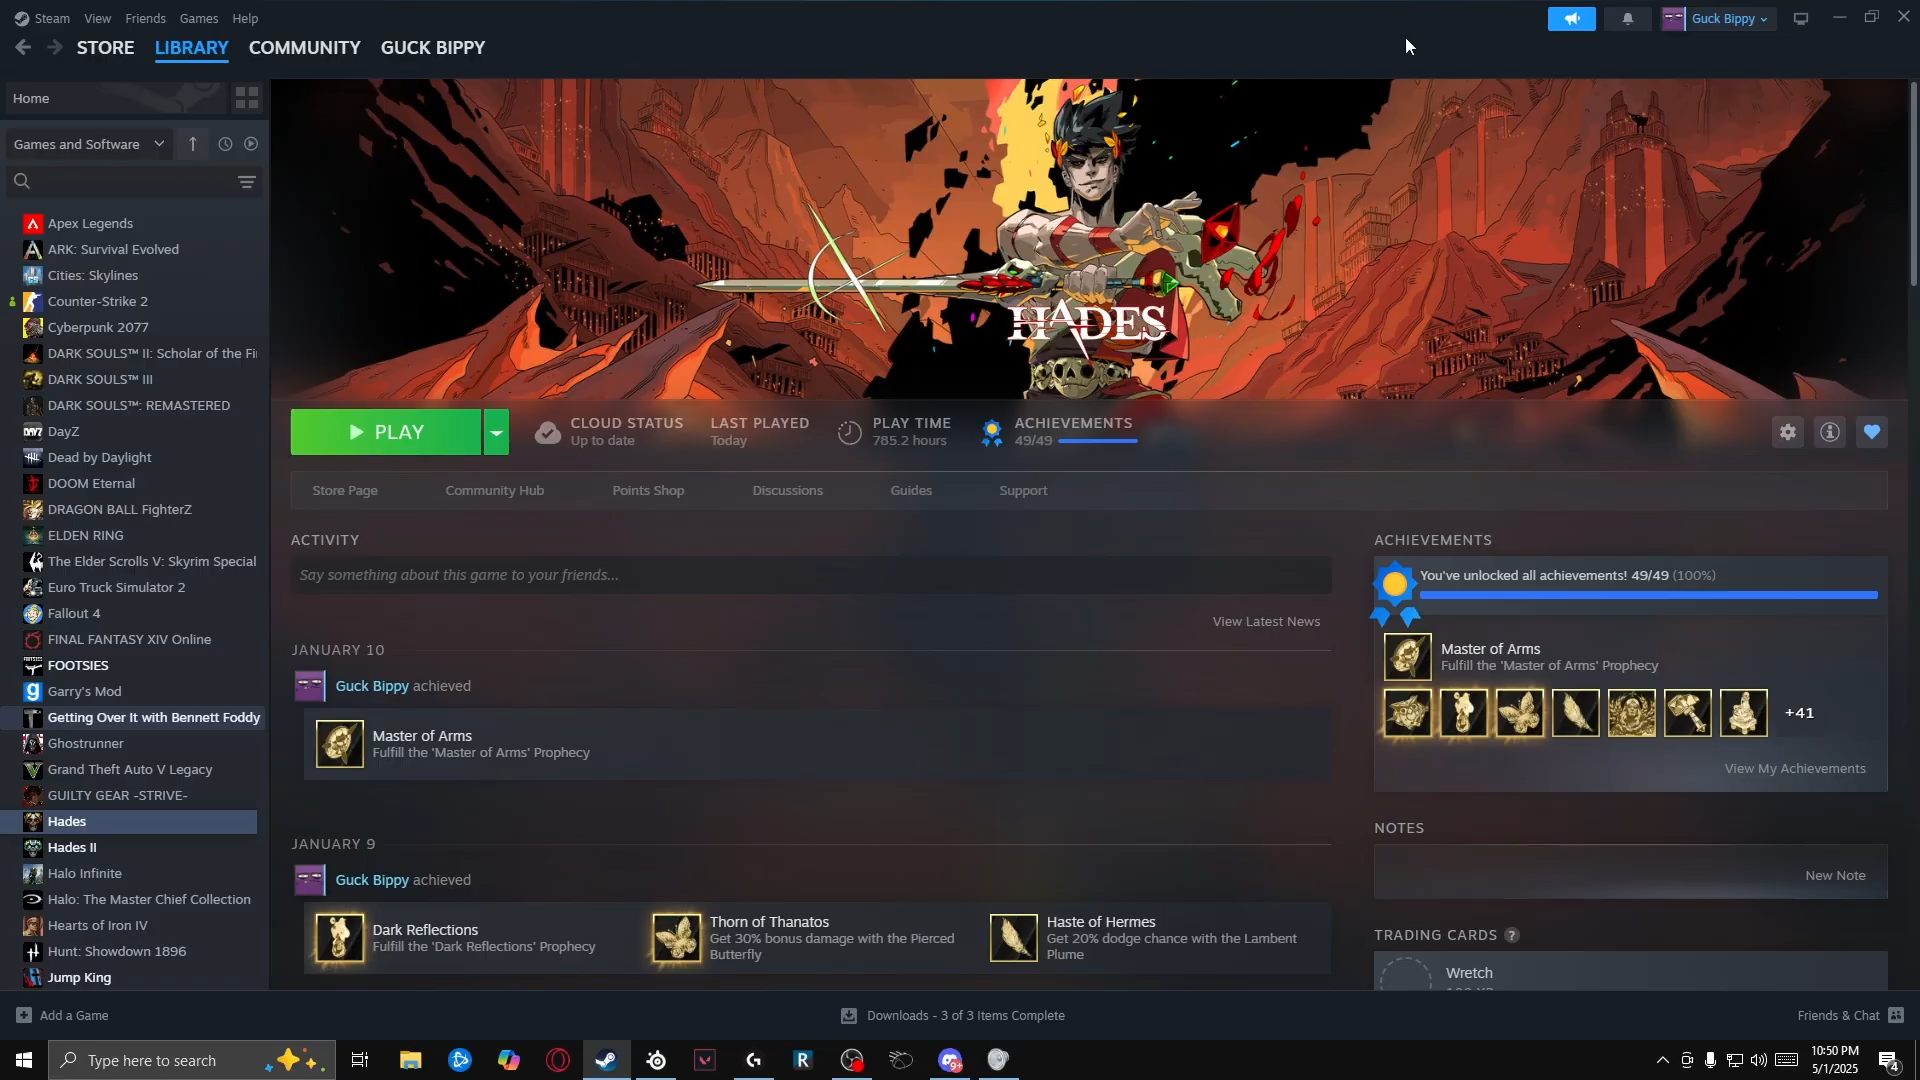 Steam View Friends Games Help
Guck Bippy
STORE LIBRARY COMMUNITY GUCK BIPPY
Home
Games and Software
Apex Legends
ARK: Survival Evolved
Cities: Skylines
Counter-Strike 2
Cyberpunk 2077
DARK SOULS™ II: Scholar of the Fi
DARK SOULS™ III
DARK SOULS™: REMASTERED
DayZ
Dead by Daylight
DOOM Eternal
DRAGON BALL FighterZ
ELDEN RING
The Elder Scrolls V: Skyrim Special
Euro Truck Simulator 2
Fallout 4
FINAL FANTASY XIV Online
FOOTSIES
Garry's Mod
Getting Over It with Bennett Foddy
Ghostrunner
Grand Theft Auto V Legacy
GUILTY GEAR -STRIVE-
Hades
Hades II
Halo Infinite
Halo: The Master Chief Collection
Hearts of Iron IV
Hunt: Showdown 1896
Jump King
HADES
PLAY
CLOUD STATUS
Up to date
LAST PLAYED
Today
PLAY TIME
785.2 hours
ACHIEVEMENTS
49/49
Store Page Community Hub Points Shop Discussions Guides Support
ACTIVITY
Say something about this game to your friends...
View Latest News
JANUARY 10
Guck Bippy achieved
Master of Arms
Fulfill the 'Master of Arms' Prophecy
JANUARY 9
Guck Bippy achieved
Dark Reflections
Fulfill the 'Dark Reflections' Prophecy
Thorn of Thanatos
Get 30% bonus damage with the Pierced
Butterfly
Haste of Hermes
Get 20% dodge chance with the Lambent
Plume
ACHIEVEMENTS
You've unlocked all achievements! 49/49 (100%)
Master of Arms
Fulfill the 'Master of Arms' Prophecy
+41
View My Achievements
NOTES
New Note
TRADING CARDS ?
Wretch
Add a Game
Downloads - 3 of 3 Items Complete
Friends & Chat
Type here to search
9+
10:50 PM
5/1/2025
4